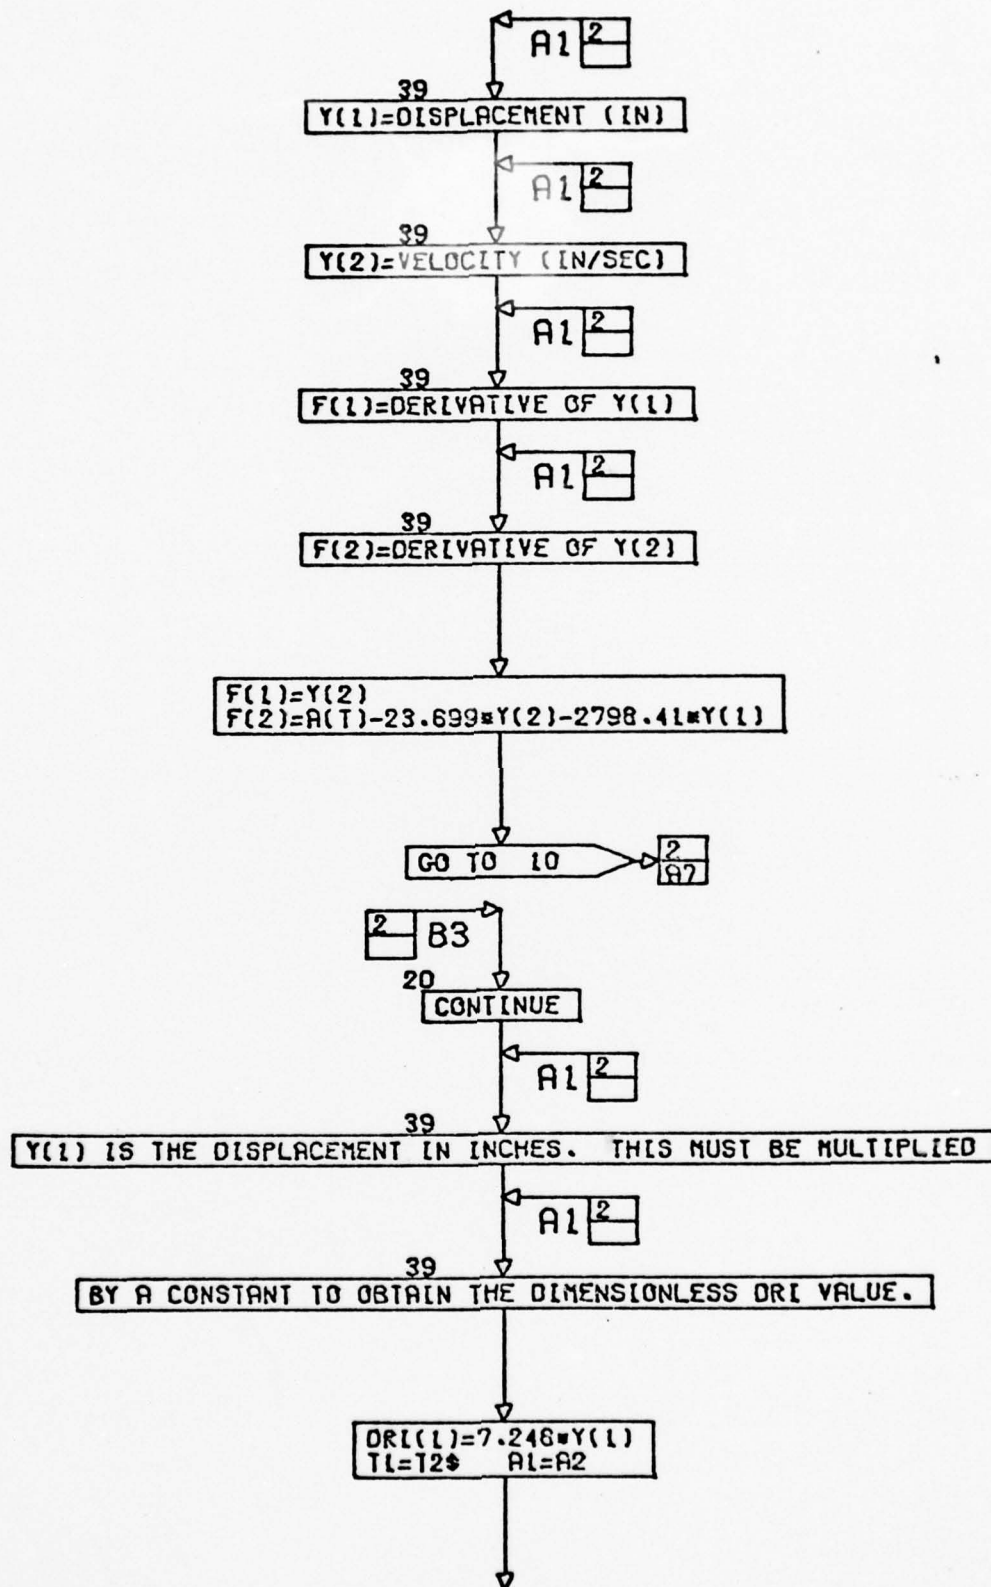 A1 2
39
Y(1)=DISPLACEMENT (IN)
A1 2
39
Y(2)=VELOCITY (IN/SEC)
A1 2
39
F(1)=DERIVATIVE OF Y(1)
A1 2
39
F(2)=DERIVATIVE OF Y(2)
F(1)=Y(2)
F(2)=A(T)-23.699*Y(2)-2798.41*Y(1)
GO TO 10
2
A7
2 B3
20
CONTINUE
A1 2
39
Y(1) IS THE DISPLACEMENT IN INCHES. THIS MUST BE MULTIPLIED
A1 2
39
BY A CONSTANT TO OBTAIN THE DIMENSIONLESS DRI VALUE.
DRI(1)=7.246*Y(1)
T1=T2$ A1=A2